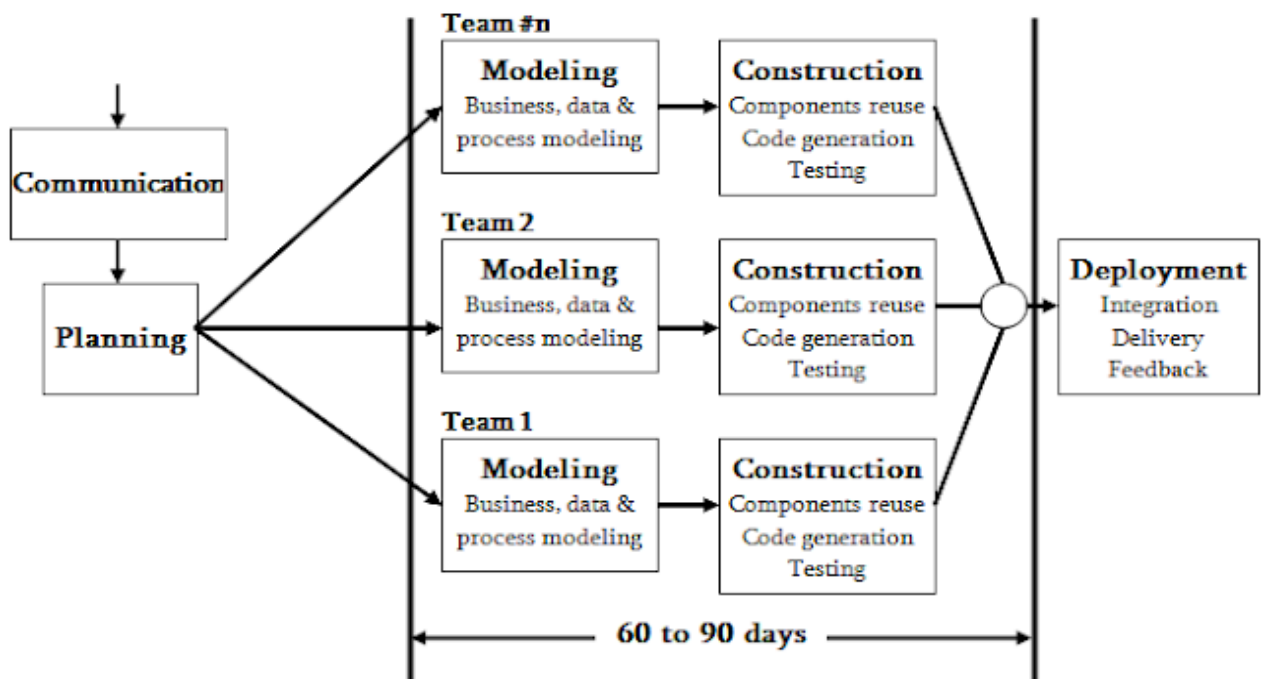 Communication
Planning
Team #n
Modeling
Business, data &
process modeling
Construction
Components reuse
Code generation
Testing
Team 2
Modeling
Business, data &
process modeling
Construction
Components reuse
Code generation
Testing
Team 1
Modeling
Business, data &
process modeling
Construction
Components reuse
Code generation
Testing
60 to 90 days
Deployment
Integration
Delivery
Feedback